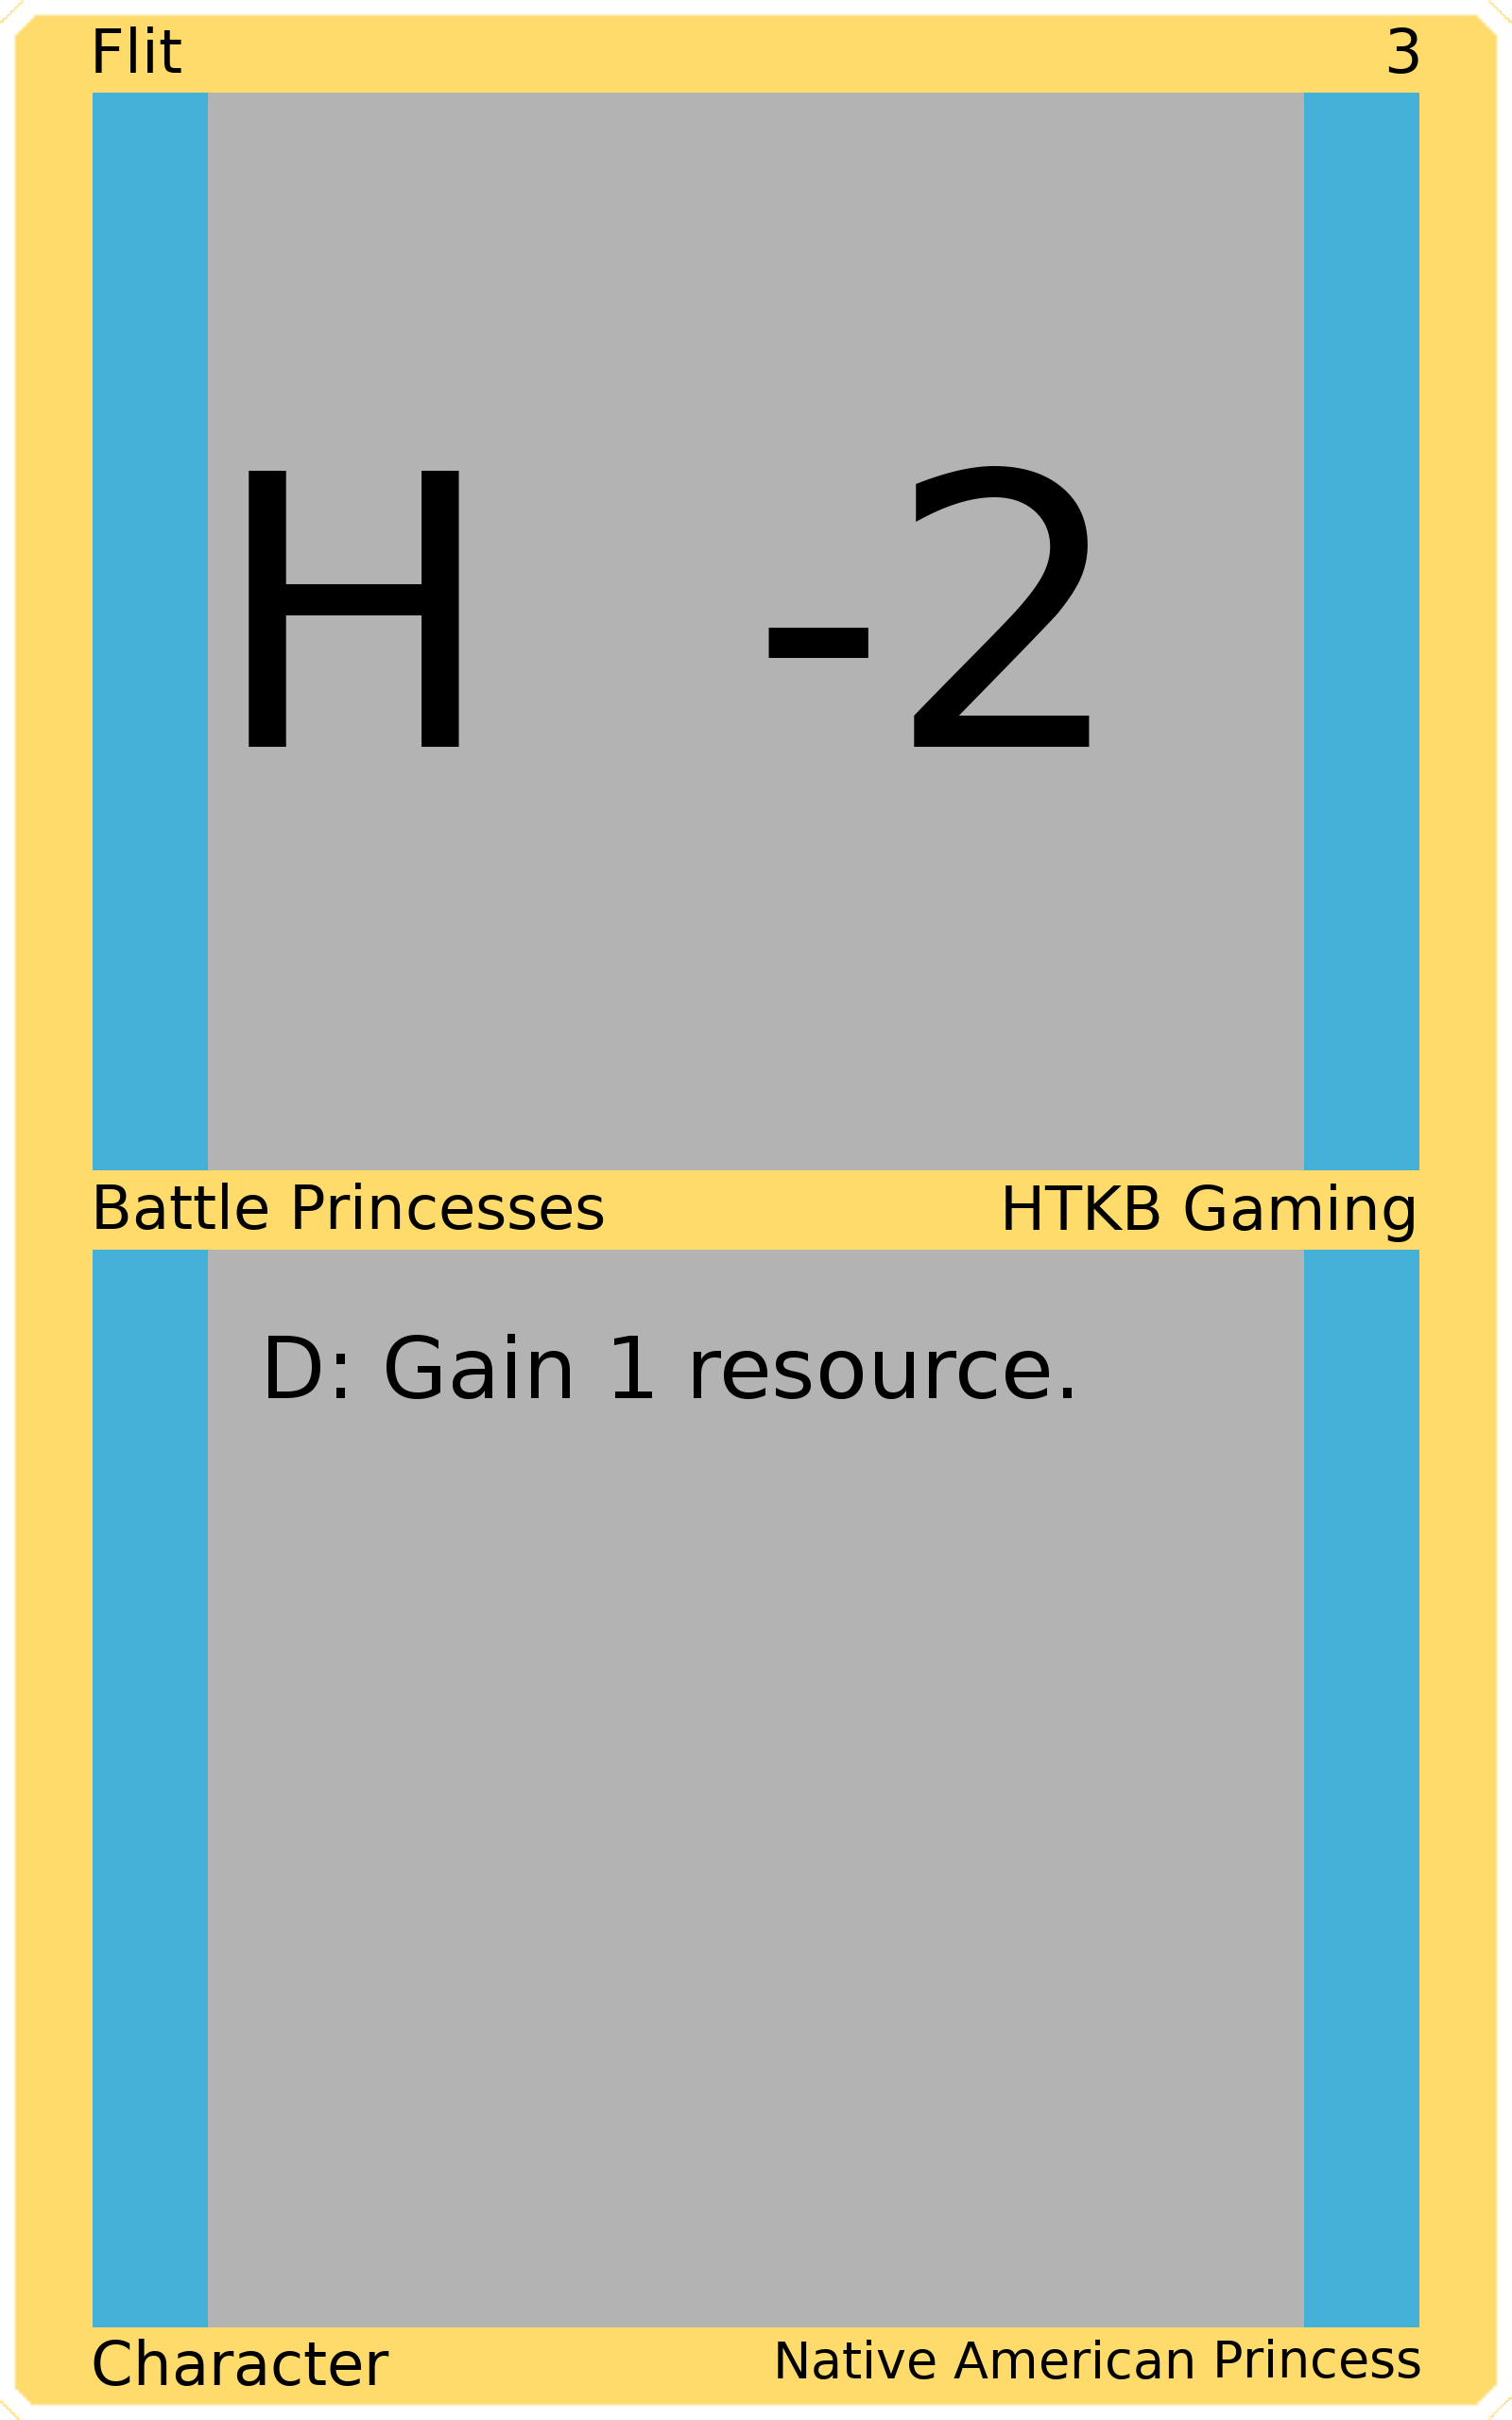 Flit 3
H -2
Battle Princesses HTKB Gaming
D: Gain 1 resource.
Character Native American Princess